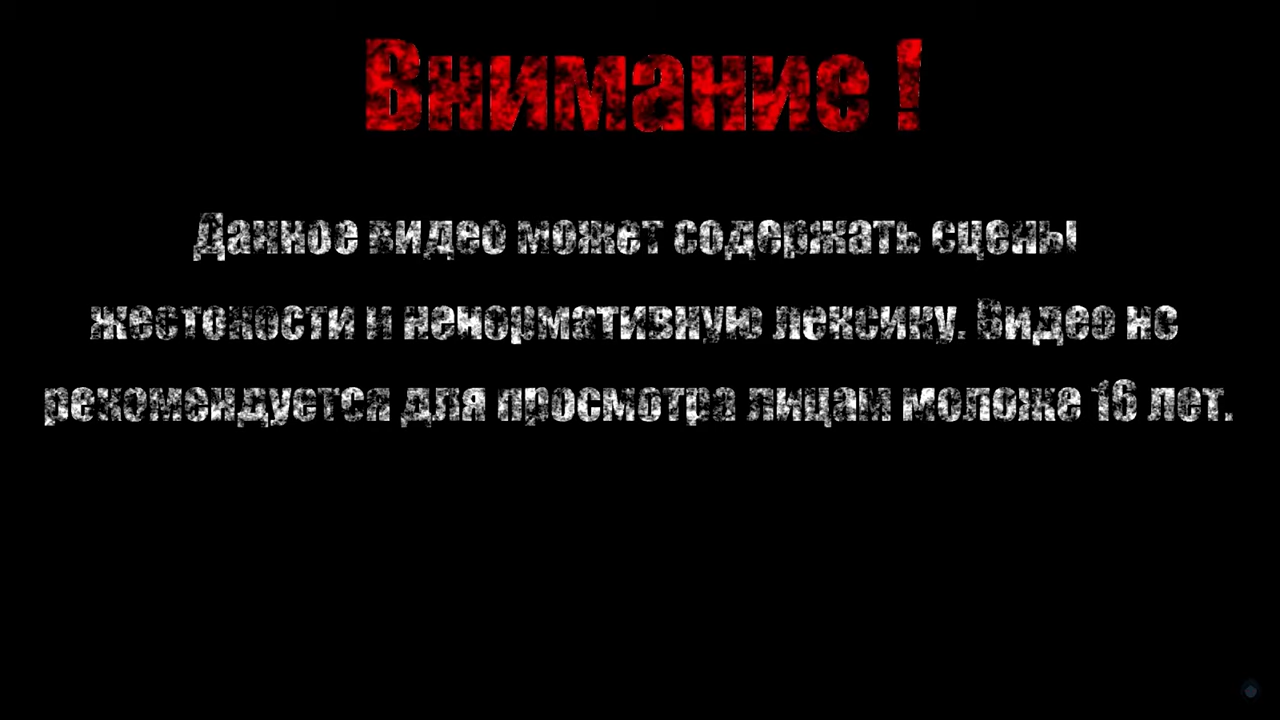 Внимание !
Данное видео может содержать сцены
жестокости и ненормативную лексику. Видео не
рекомендуется для просмотра лицам моложе 16 лет.